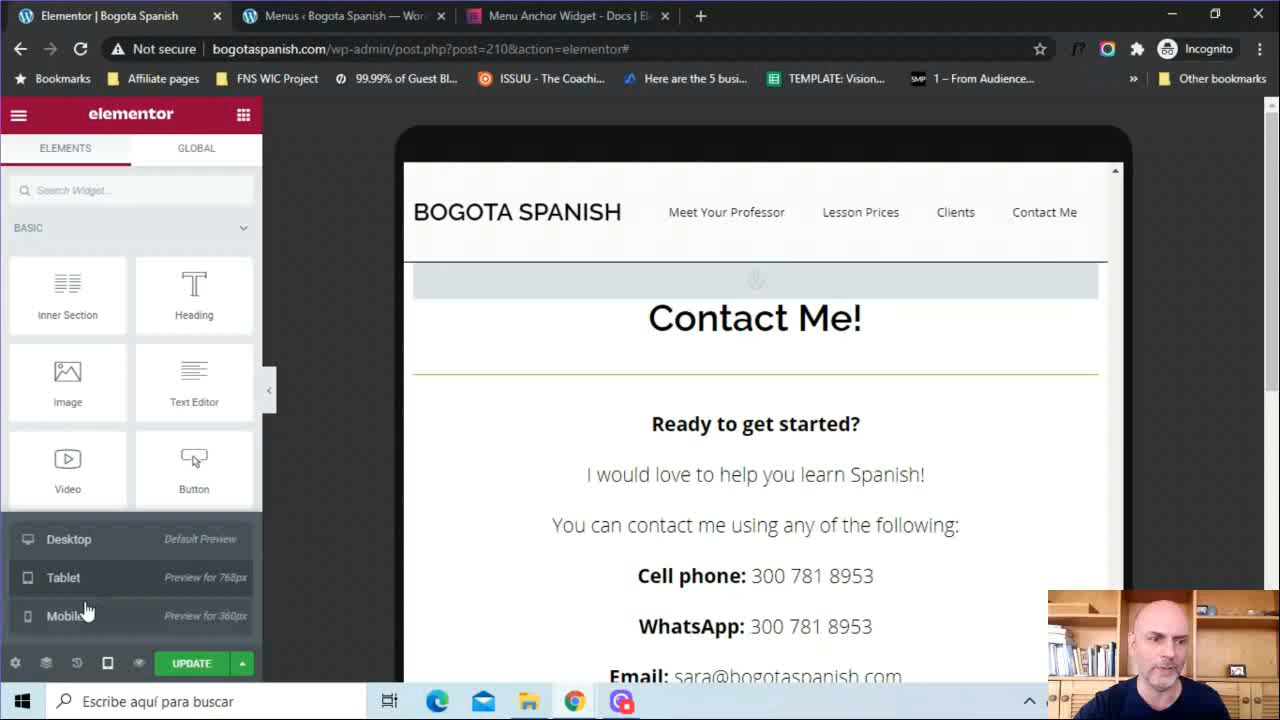 Elementor | Bogota Spanish
Menus ‹ Bogota Spanish — Wor
Menu Anchor Widget - Docs | El
Not secure
bogotaspanish.com/wp-admin/post.php?post=210&action=elementor#
Incognito
Bookmarks
Affiliate pages
FNS WIC Project
99.99% of Guest Bl...
ISSUU - The Coachi...
Here are the 5 busi...
TEMPLATE: Vision...
SMP
1 – From Audience...
»
Other bookmarks
elementor
ELEMENTS
GLOBAL
Search Widget...
BASIC
Inner Section
Heading
Image
Text Editor
Video
Button
Desktop
Default Preview
Tablet
Preview for 768px
Mobile
Preview for 360px
UPDATE
BOGOTA SPANISH
Meet Your Professor
Lesson Prices
Clients
Contact Me
Contact Me!
Ready to get started?
I would love to help you learn Spanish!
You can contact me using any of the following:
Cell phone: 300 781 8953
WhatsApp: 300 781 8953
Email: sara@bogotaspanish.com
Escribe aquí para buscar